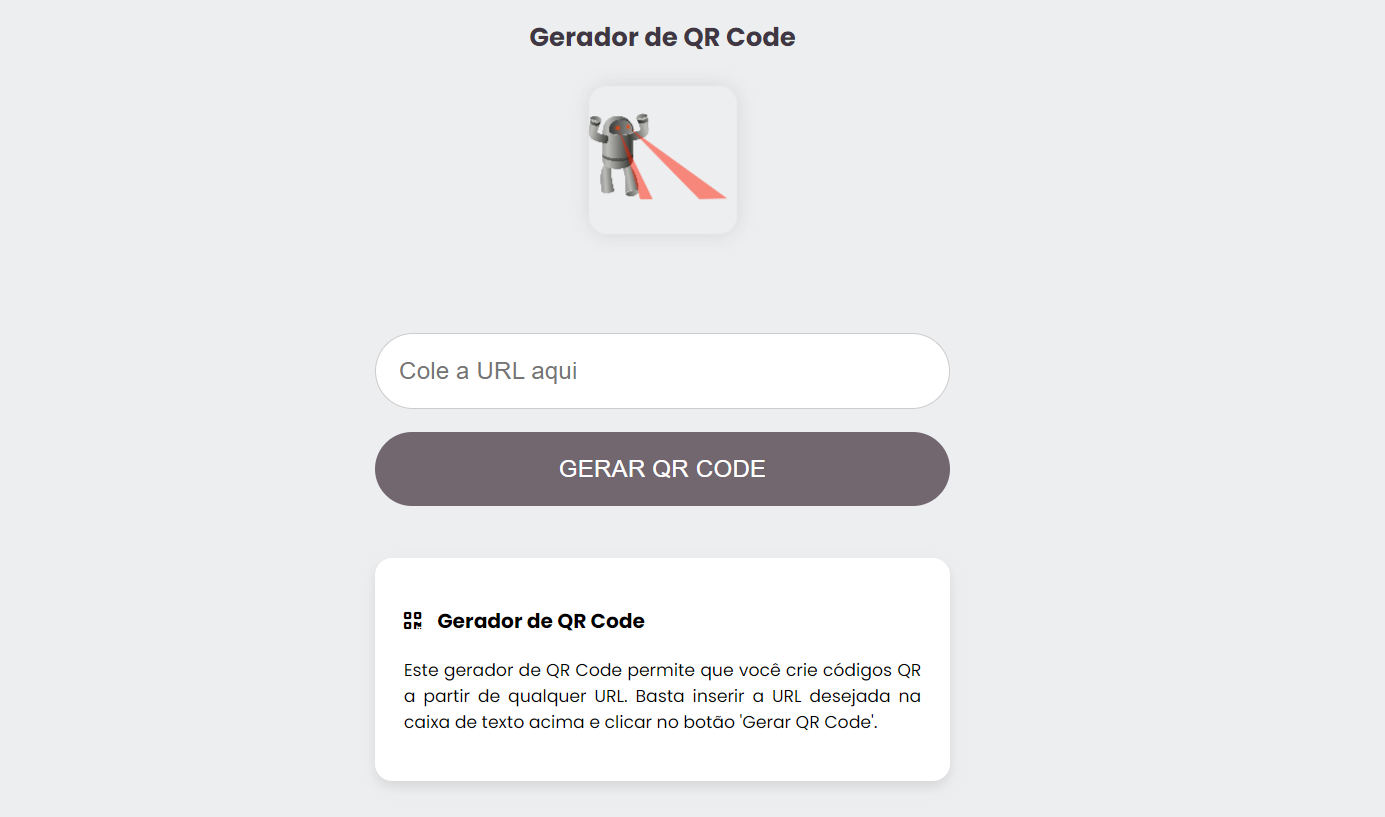 Gerador de QR Code
Cole a URL aqui
GERAR QR CODE
Gerador de QR Code
Este gerador de QR Code permite que você crie códigos QR
a partir de qualquer URL. Basta inserir a URL desejada na
caixa de texto acima e clicar no botão 'Gerar QR Code'.